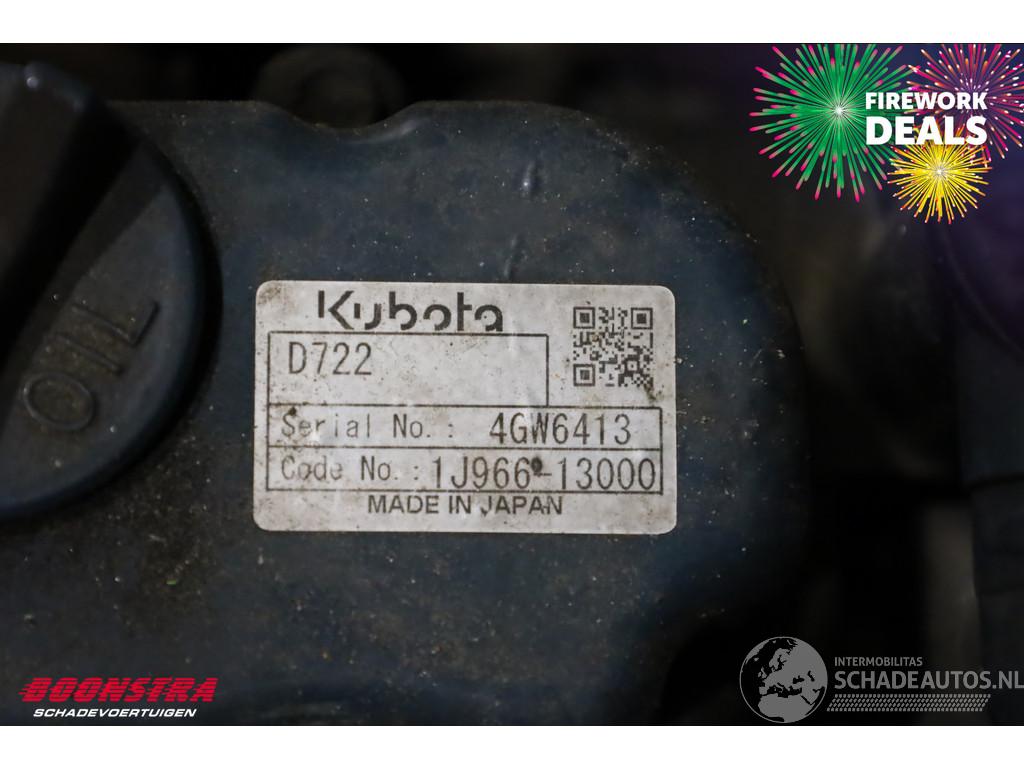 FIREWORK
DEALS
Kubota
D722
Serial No. : 4GW6413
Code No. : 1J966-13000
MADE IN JAPAN
OIL
BOONSTRA
SCHADEVOERTUIGEN
INTERMOBILITAS
SCHADEAUTOS.NL